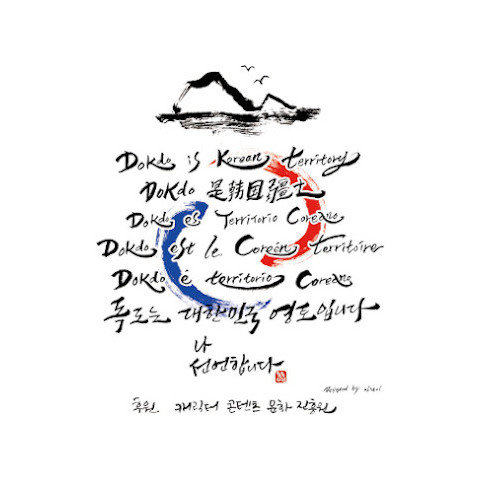 Dokdo is Korean territory
Dokdo 是韩国疆土
Dokdo es Territorio Coreano
Dokdo est le Coréen territoire
Dokdo è territorio Coreano
독도는 대한민국 영토입니다
나
선언합니다
Designed by
후원 캐릭터 콘텐츠 문화 진흥원